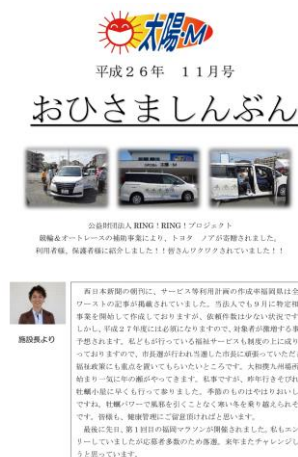 太陽・M
平成２６年　１１月号
おひさましんぶん
公益財団法人 RING！RING！プロジェクト
競輪＆オートレースの補助事業により、トヨタ　ノアが寄贈されました。
利用者様、保護者様に紹介しました！！皆さんワクワクされていました！！
施設長より
西日本新聞の朝刊に、サービス等利用計画の作成率福岡県は全
ワーストの記事が掲載されていました。当法人でも９月に特定相
事業を開始して作成しておりますが、依頼件数は少ない状況です
しかし、平成２７年度には必須になりますので、対象者が激増する事
予想されます。私どもが行っている福祉サービスも制度の上に成り
っておりますので、市長選が行われ当選した市長に頑張っていただ
福祉政策にも重点を置いてもらいたいところです。大相撲九州場所
始まり一気に年の瀬がやってきます。私事ですが、昨年行きそびれ
牡蠣小屋に早くも行って参りました。季節のものはやはりおいし
ですね。牡蠣パワーで風邪を引くことなく寒い冬を乗り越えられそ
です。皆様も、健康管理にご留意頂ければと思います。
最後に先日、第１回目の福岡マラソンが開催されました。私もエン
リーしていましたが応募者多数のため落選。来年またチャレンジし
うと思っています。